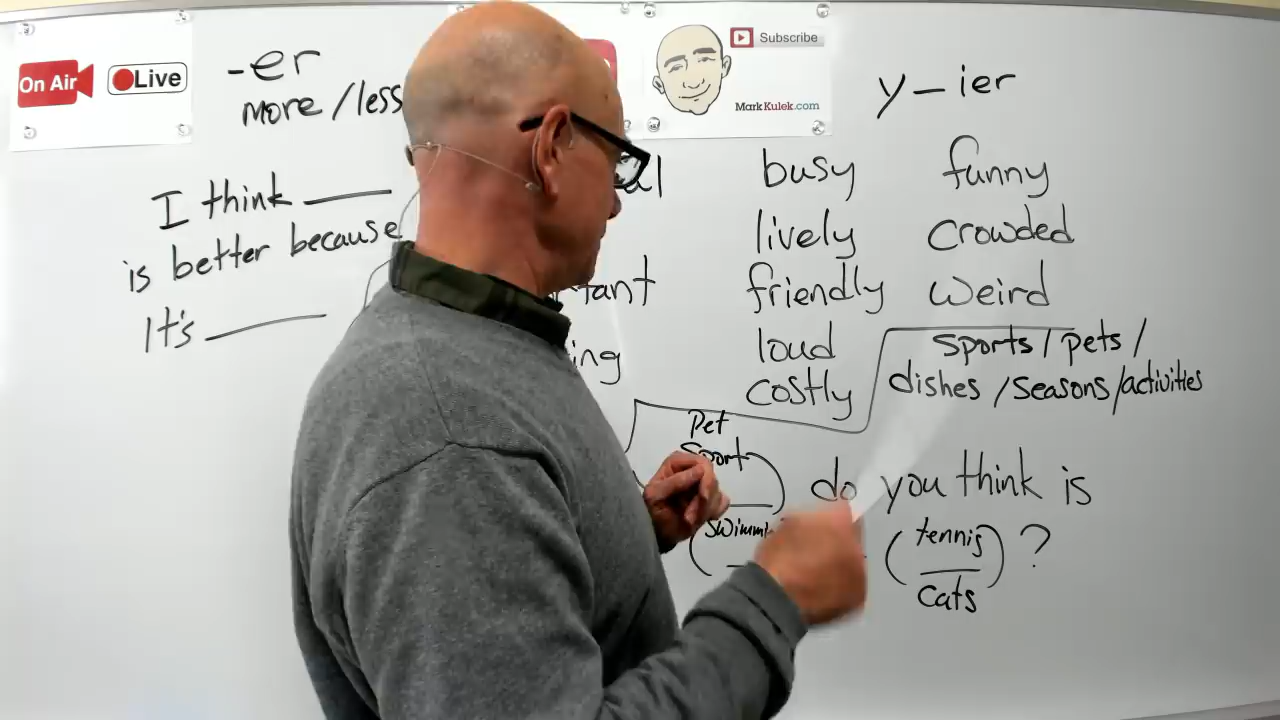 On Air
Live
Subscribe
MarkKulek.com
-er
more/less
y-ier
I think
is better because
It's
busy funny
lively crowded
friendly weird
loud
costly
sports/pets/
dishes/seasons/activities
Pet
Sport
do you think is
tennis
cats
?